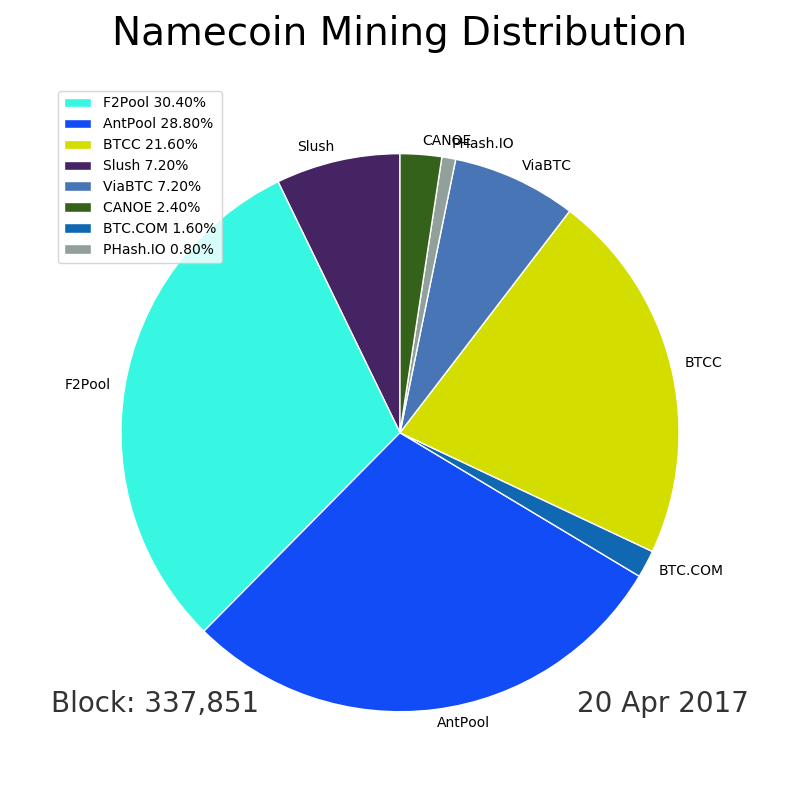 Namecoin Mining Distribution
F2Pool 30.40%
AntPool 28.80%
BTCC 21.60%
Slush 7.20%
ViaBTC 7.20%
CANOE 2.40%
BTC.COM 1.60%
PHash.IO 0.80%
Slush
CANOE
PHash.IO
ViaBTC
BTCC
F2Pool
BTC.COM
AntPool
Block: 337,851
20 Apr 2017